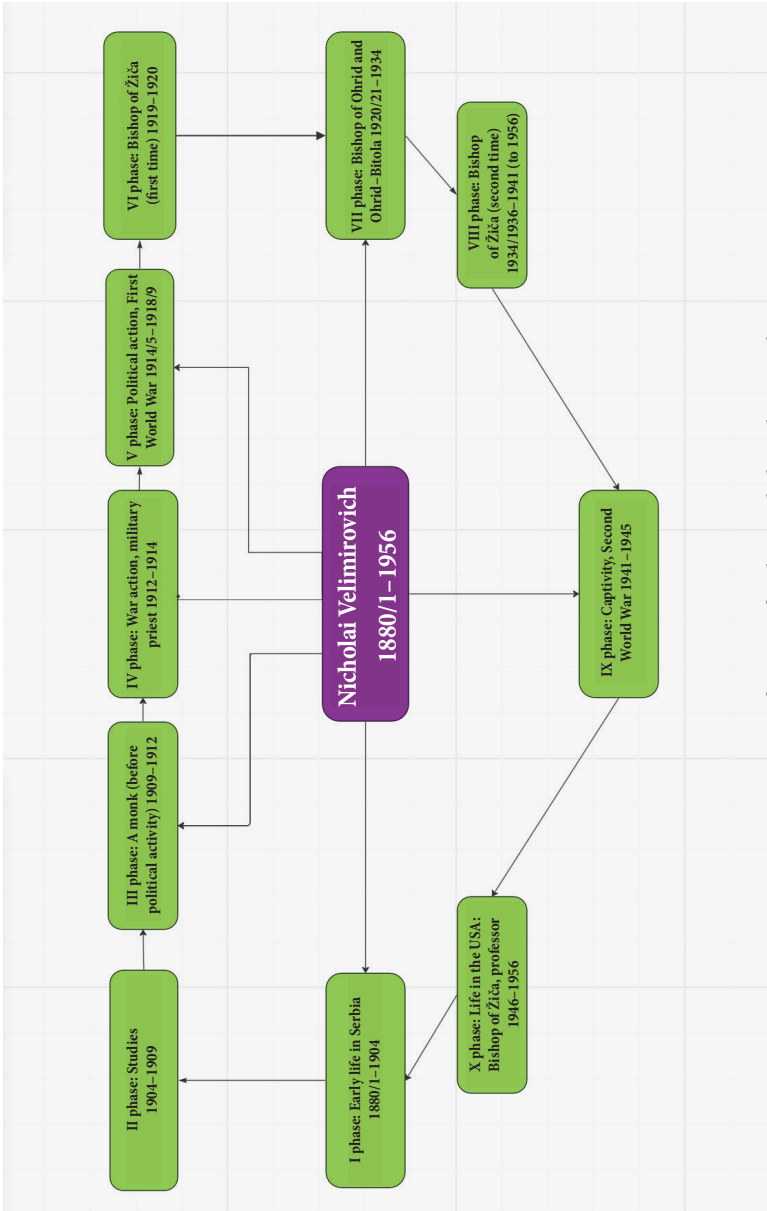 Nicholai Velimirovich
1880/1–1956
I phase: Early life in Serbia
1880/1–1904
II phase: Studies
1904–1909
III phase: A monk (before
political activity) 1909–1912
IV phase: War action, military
priest 1912–1914
V phase: Political action, First
World War 1914/5–1918/9
VI phase: Bishop of Žiča
(first time) 1919–1920
VII phase: Bishop of Ohrid and
Ohrid–Bitola 1920/21–1934
VIII phase: Bishop
of Žiča (second time)
1934/1936–1941 (to 1956)
IX phase: Captivity, Second
World War 1941–1945
X phase: Life in the USA:
Bishop of Žiča, professor
1946–1956